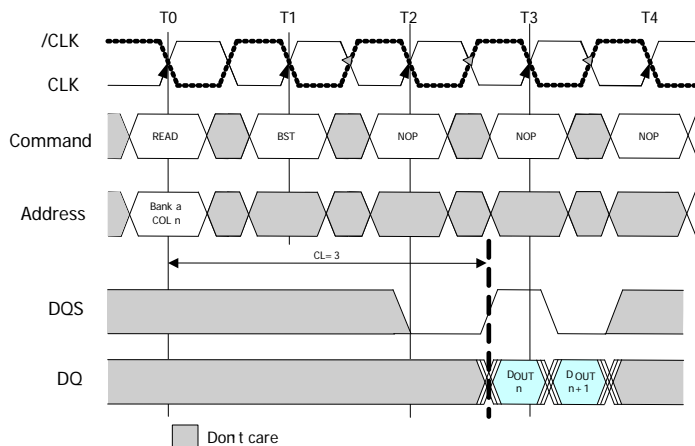 T0 T1 T2 T3 T4
/CLK
CLK
Command READ BST NOP NOP NOP
Address Bank a
COL n
CL= 3
DQS
DQ DOUT
n DOUT
n+1
Don t care